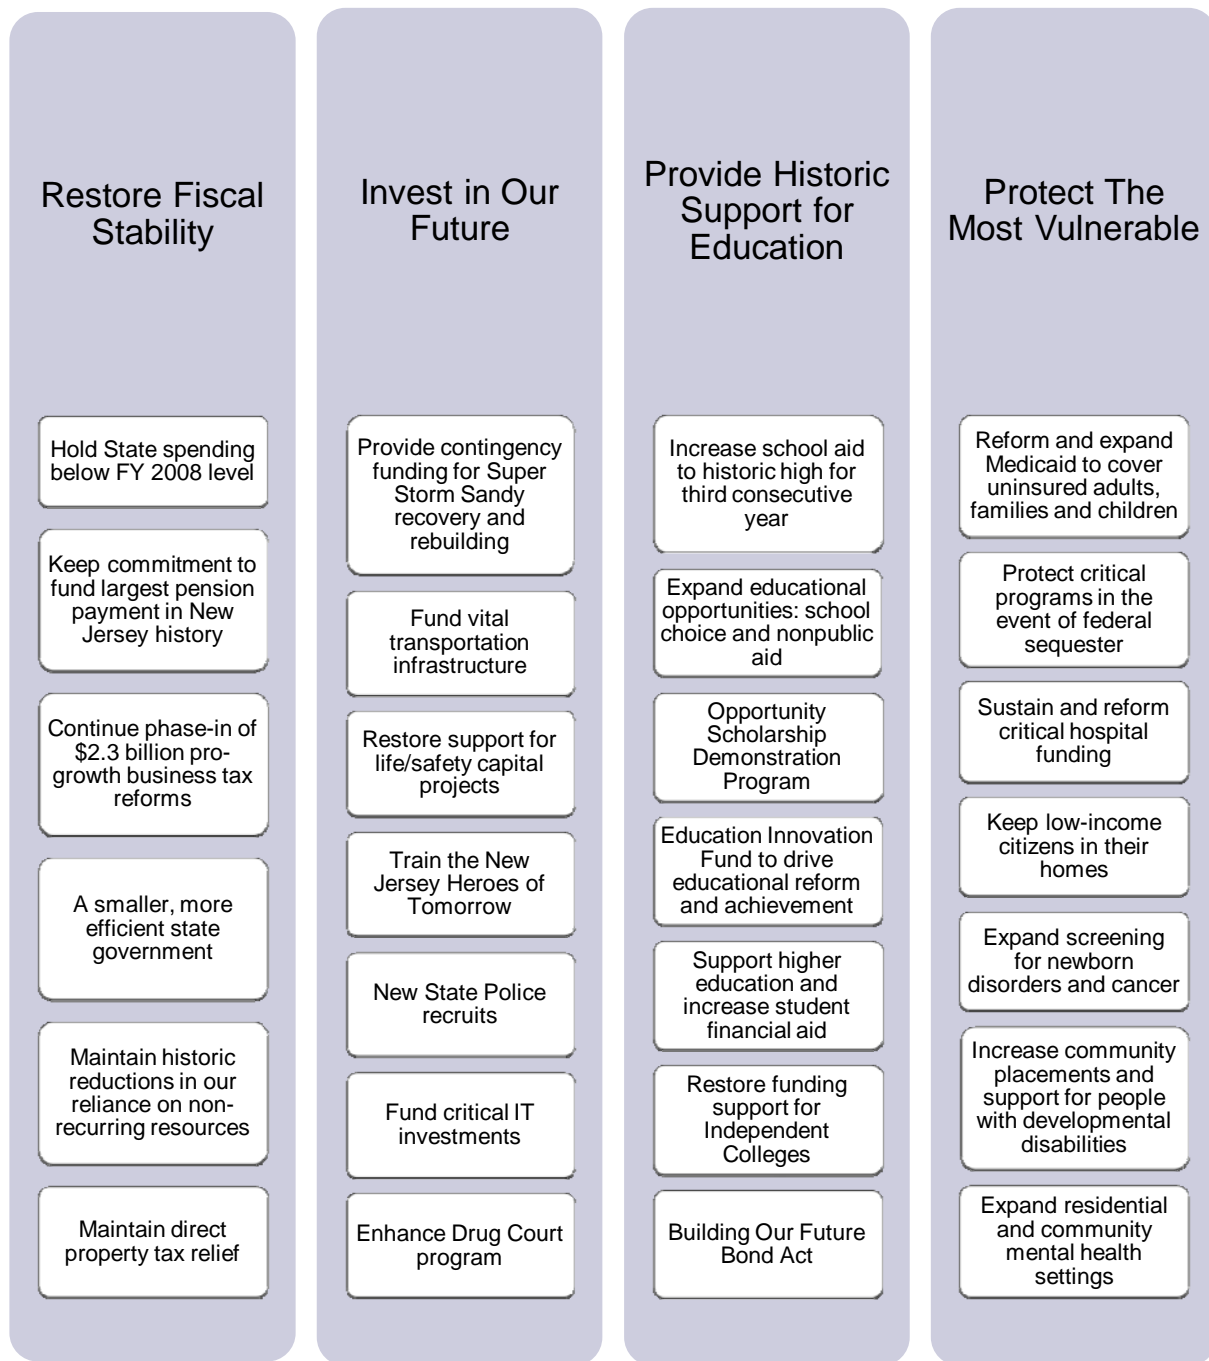 Restore Fiscal
Stability
Hold State spending
below FY 2008 level
Keep commitment to
fund largest pension
payment in New
Jersey history
Continue phase-in of
$2.3 billion pro-
growth business tax
reforms
A smaller, more
efficient state
government
Maintain historic
reductions in our
reliance on non-
recurring resources
Maintain direct
property tax relief
Invest in Our
Future
Provide contingency
funding for Super
Storm Sandy
recovery and
rebuilding
Fund vital
transportation
infrastructure
Restore support for
life/safety capital
projects
Train the New
Jersey Heroes of
Tomorrow
New State Police
recruits
Fund critical IT
investments
Enhance Drug Court
program
Provide Historic
Support for
Education
Increase school aid
to historic high for
third consecutive
year
Expand educational
opportunities: school
choice and nonpublic
aid
Opportunity
Scholarship
Demonstration
Program
Education Innovation
Fund to drive
educational reform
and achievement
Support higher
education and
increase student
financial aid
Restore funding
support for
Independent
Colleges
Building Our Future
Bond Act
Protect The
Most Vulnerable
Reform and expand
Medicaid to cover
uninsured adults,
families and children
Protect critical
programs in the
event of federal
sequester
Sustain and reform
critical hospital
funding
Keep low-income
citizens in their
homes
Expand screening
for newborn
disorders and cancer
Increase community
placements and
support for people
with developmental
disabilities
Expand residential
and community
mental health
settings